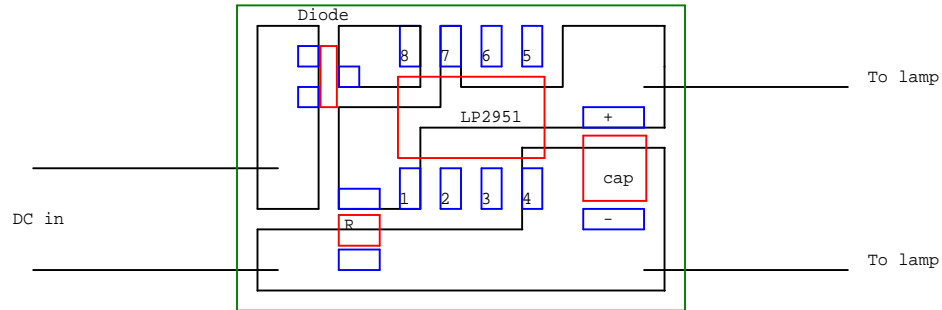 Diode
8 7 6 5
To lamp
LP2951
+
cap
1 2 3 4
DC in
R
-
To lamp